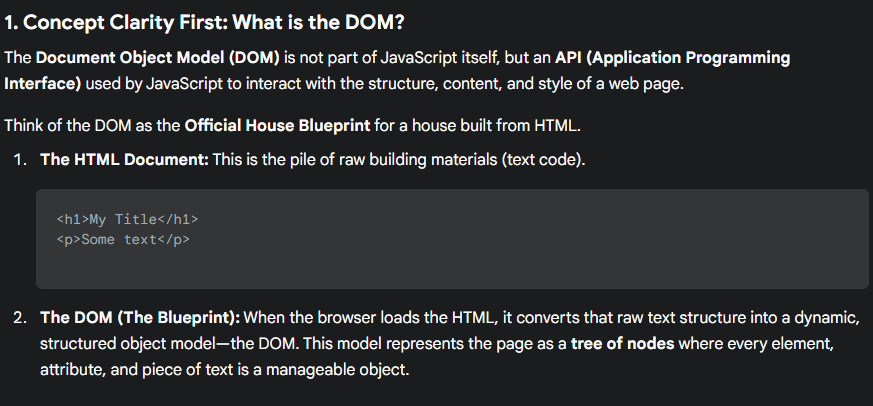 1. Concept Clarity First: What is the DOM?
The Document Object Model (DOM) is not part of JavaScript itself, but an API (Application Programming
Interface) used by JavaScript to interact with the structure, content, and style of a web page.
Think of the DOM as the Official House Blueprint for a house built from HTML.
1. The HTML Document: This is the pile of raw building materials (text code).
<h1>My Title</h1>
<p>Some text</p>
2. The DOM (The Blueprint): When the browser loads the HTML, it converts that raw text structure into a dynamic,
structured object model—the DOM. This model represents the page as a tree of nodes where every element,
attribute, and piece of text is a manageable object.